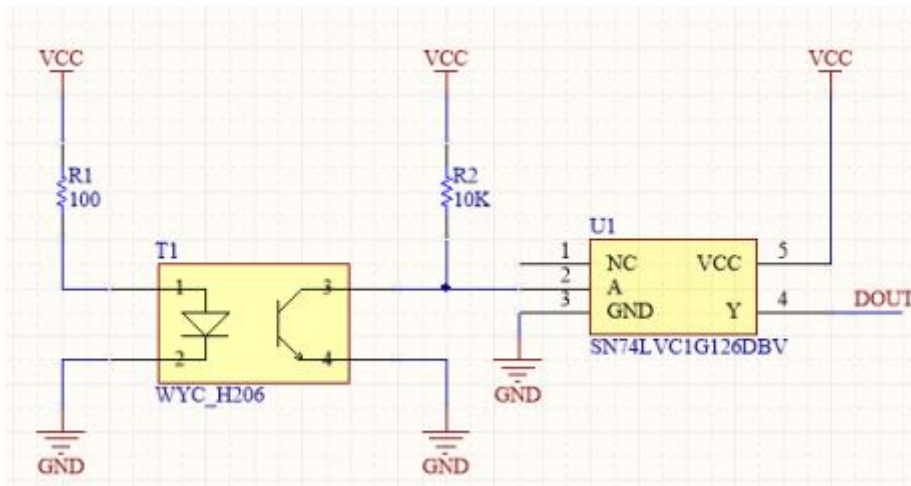 VCC
VCC
VCC
R1
100
R2
10K
T1
1
2
3
4
WYC_H206
U1
1
2
3
NC
A
GND
VCC
Y
5
4
DOUT
SN74LVC1G126DBV
GND
GND
GND